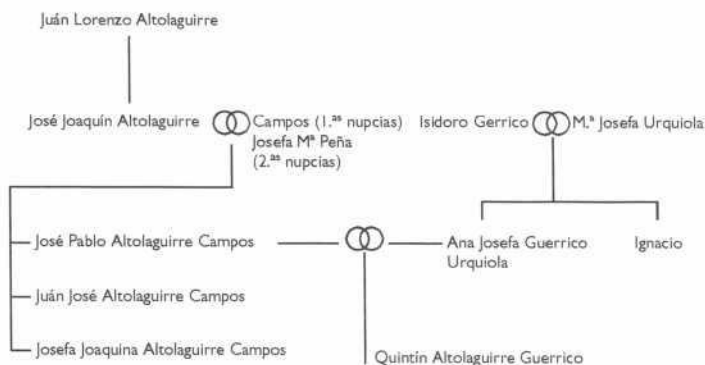 Juán Lorenzo Altolaguirre
José Joaquín Altolaguirre
Campos (1.ªˢ nupcias)
Josefa Mª Peña
(2.ªˢ nupcias)
Isidoro Gerrico
M.ª Josefa Urquiola
José Pablo Altolaguirre Campos
Ana Josefa Guerrico
Urquiola
Ignacio
Juán José Altolaguirre Campos
Josefa Joaquina Altolaguirre Campos
Quintín Altolaguirre Guerrico